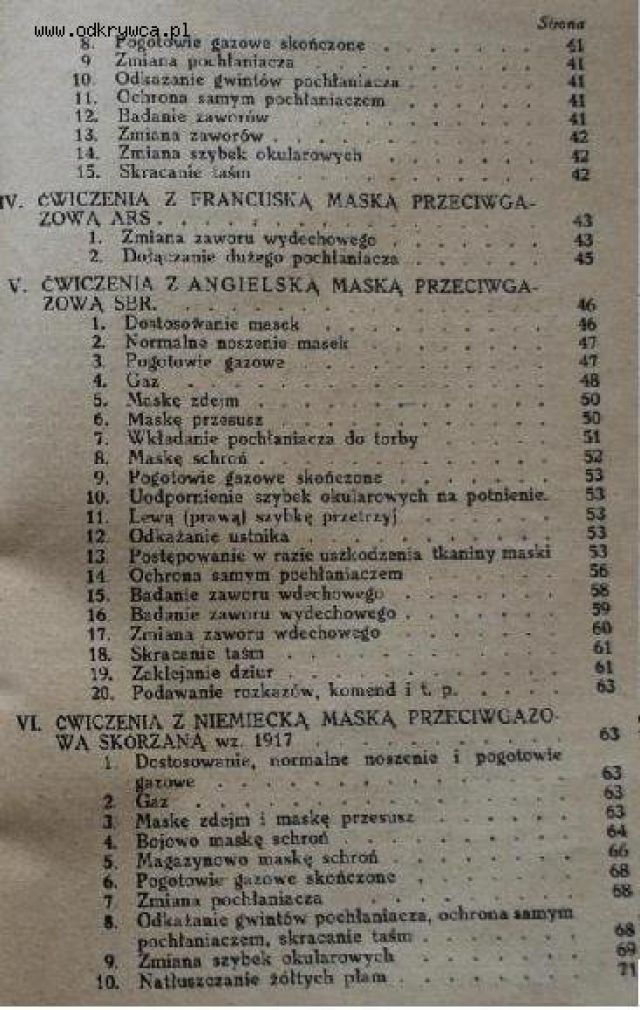 www.odkrywca.pl
Strona
8. Pogotowie gazowe skończone . . . . . . . 41
9 Zmiana pochłaniacza . . . . . . . 41
10. Odkażanie gwintów pochłaniacza . . . . . . 41
11. Ochrona samym pochłaniaczem . . . . . . 41
12. Badanie zaworów . . . . . . . 41
13. Zmiana zaworów . . . . . . . 42
14. Zmiana szybek okularowych . . . . . . 42
15. Skracanie taśm . . . . . . . 42
IV. ĆWICZENIA Z FRANCUSKĄ MASKĄ PRZECIWGA-
ZOWĄ ARS . . . . . . . . 43
1. Zmiana zaworu wydechowego . . . . . . 43
2. Dołączanie dużego pochłaniacza . . . . . . 45
V. ĆWICZENIA Z ANGIELSKĄ MASKĄ PRZECIWGA-
ZOWĄ SBR. . . . . . . . 46
1. Dostosowanie masek . . . . . . . 46
2. Normalne noszenie masek . . . . . . 47
3. Pogotowie gazowe . . . . . . . 47
4. Gaz . . . . . . . . 48
5. Maskę zdejm . . . . . . . 50
6. Maskę przesusz . . . . . . . 50
7. Wkładanie pochłaniacza do torby . . . . . 51
8. Maskę schroń . . . . . . . 52
9. Pogotowie gazowe skończone . . . . . . 53
10. Uodpornienie szybek okularowych na potnienie. 53
11. Lewą (prawą) szybkę przetrzyj . . . . . 53
12. Odkażanie ustnika . . . . . . . 53
13. Postępowanie w razie uszkodzenia tkaniny maski 53
14. Ochrona samym pochłaniaczem . . . . . 56
15. Badanie zaworu wdechowego . . . . . . 58
16. Badanie zaworu wydechowego . . . . . . 59
17. Zmiana zaworu wdechowego . . . . . . 60
18. Skracanie taśm . . . . . . . 61
19. Zaklejanie dziur . . . . . . . 61
20. Podawanie rozkazów, komend i t. p. . . . . 63
VI. ĆWICZENIA Z NIEMIECKĄ MASKĄ PRZECIWGAZO-
WĄ SKÓRZANĄ wz. 1917 . . . . . . . 63
1. Dostosowanie, normalne noszenie i pogotowie
gazowe . . . . . . . . 63
2. Gaz . . . . . . . . 63
3. Maskę zdejm i maskę przesusz . . . . . 63
4. Bojowo maskę schroń . . . . . . 64
5. Magazynowo maskę schroń . . . . . . 66
6. Pogotowie gazowe skończone . . . . . . 68
7. Zmiana pochłaniacza . . . . . . 68
8. Odkażanie gwintów pochłaniacza, ochrona samym
pochłaniaczem, skracanie taśm . . . . . . 68
9. Zmiana szybek okularowych . . . . . . 69
10. Natłuszczanie żółtych plam . . . . . . 71